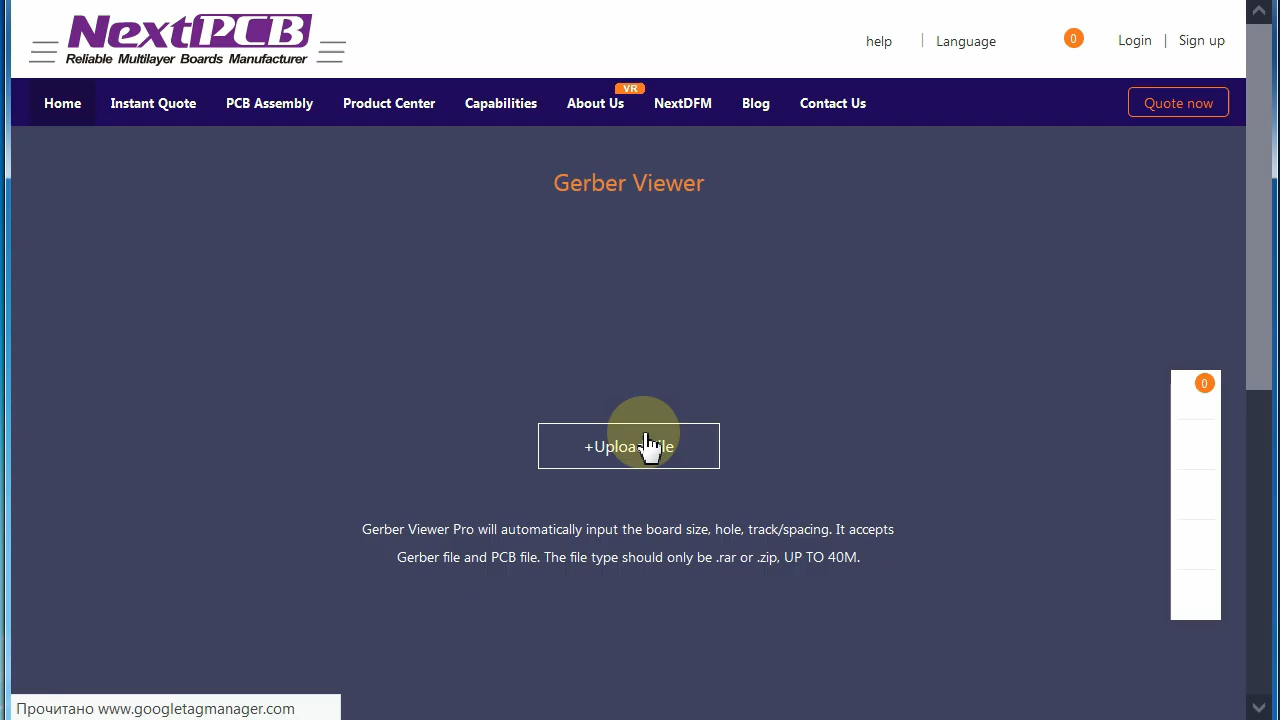 NextPCB
Reliable Multilayer Boards Manufacturer
help | Language 0 Login | Sign up
Home Instant Quote PCB Assembly Product Center Capabilities About Us VR NextDFM Blog Contact Us Quote now
Gerber Viewer
0
+Upload File
Gerber Viewer Pro will automatically input the board size, hole, track/spacing. It accepts
Gerber file and PCB file. The file type should only be .rar or .zip, UP TO 40M.
Прочитано www.googletagmanager.com